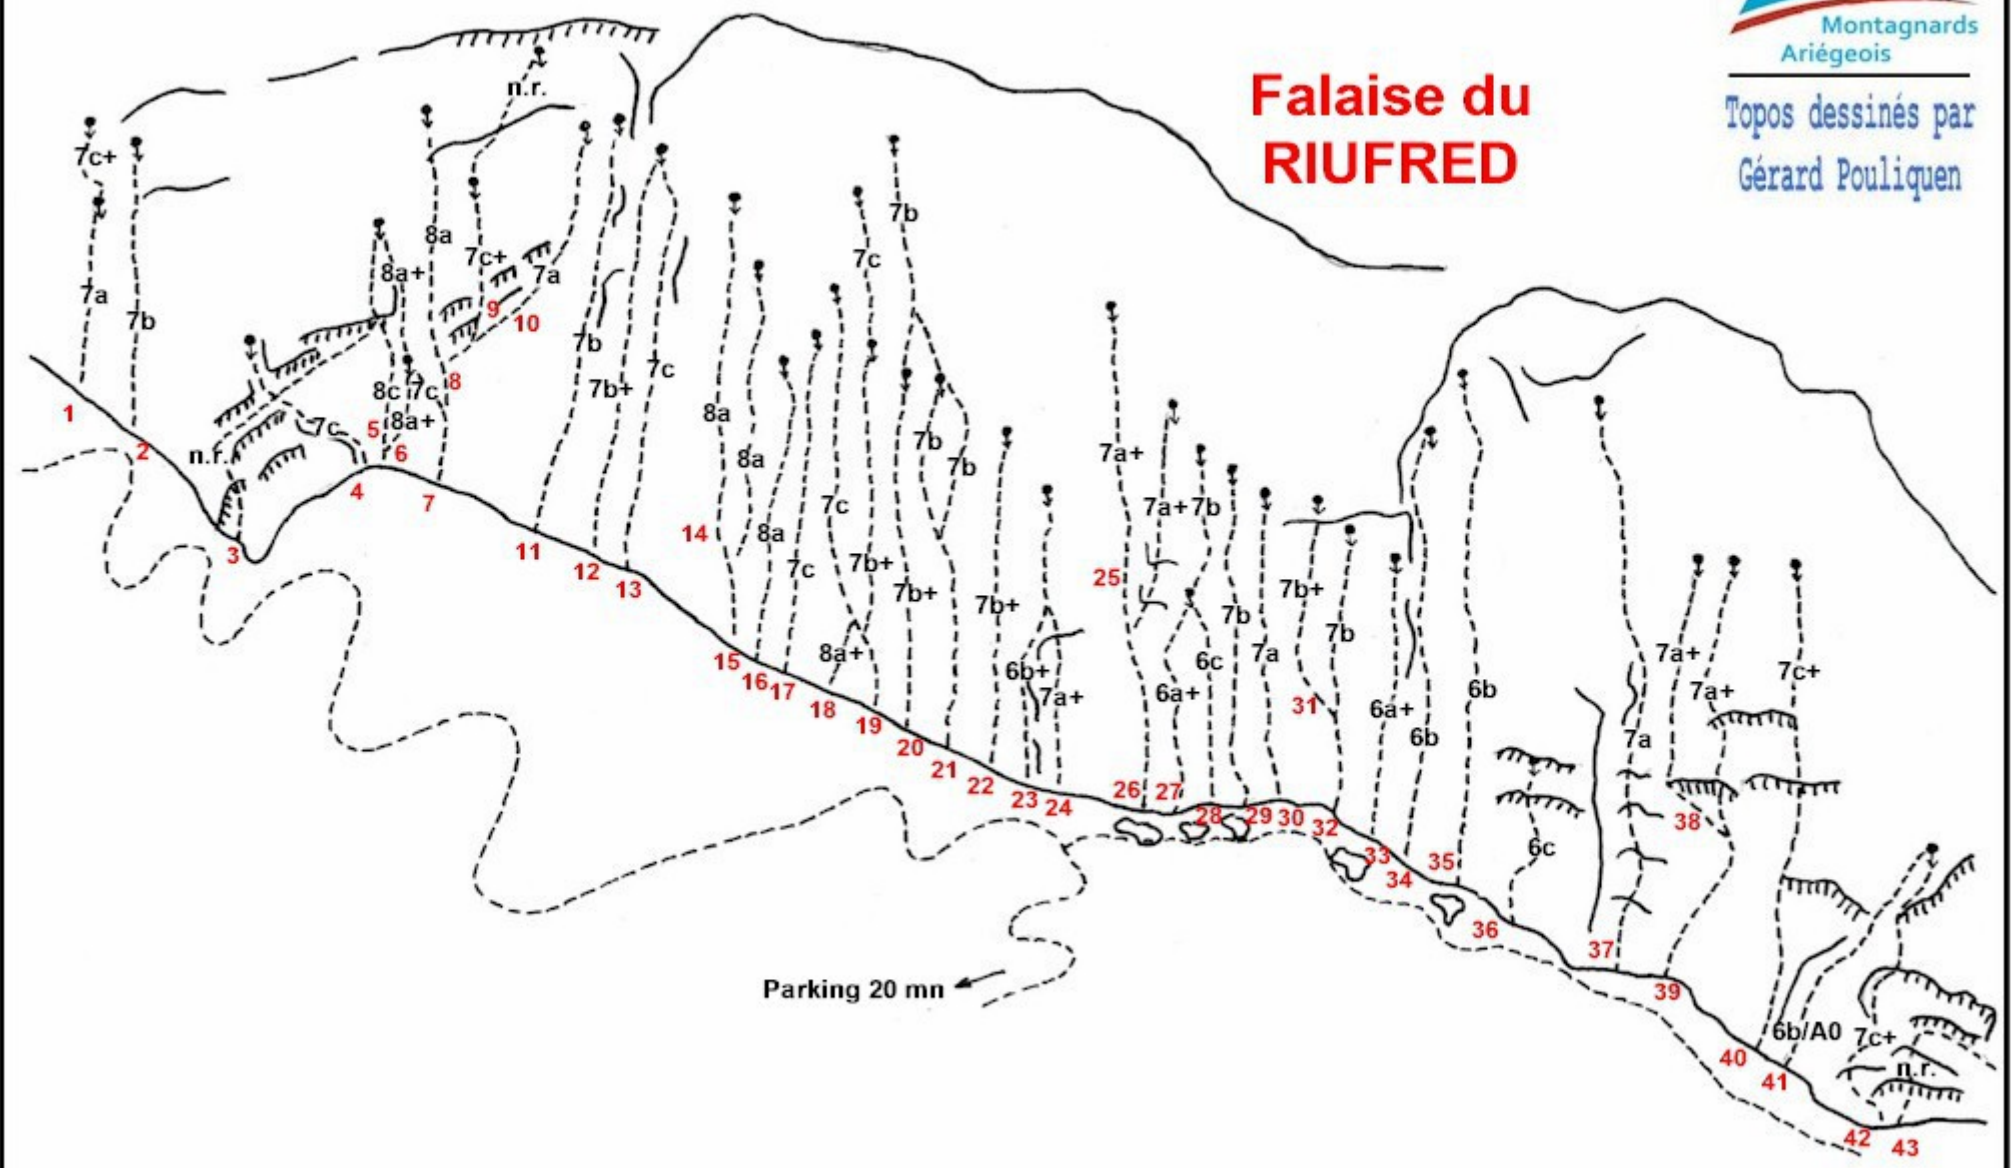 Montagnards
Ariégeois
Falaise du
RIUFRED
Topos dessinés par
Gérard Pouliquen
n.r.
7c+
7b
8a
7c+
7c
8a+
7a
7a
7b
9
10
7b
7c
8
8c
7c
7b+
1
5
8a+
8a
7c
2
n.r.
6
7b
7a+
8a
7b
4
7
7c
7a+
7b
14
8a
3
11
7c
7b+
25
12
13
7b+
7b+
7b+
7b
7b
8a+
7a
15
6b+
6c
7a+
7c+
16
17
7a+
6a+
31
6a+
6b
7a+
18
19
6b
7a
20
21
22
23
24
26
27
28
29
30
32
38
33
34
35
6c
36
37
Parking 20 mn
39
6b/A0
7c+
40
n.r.
41
42
43